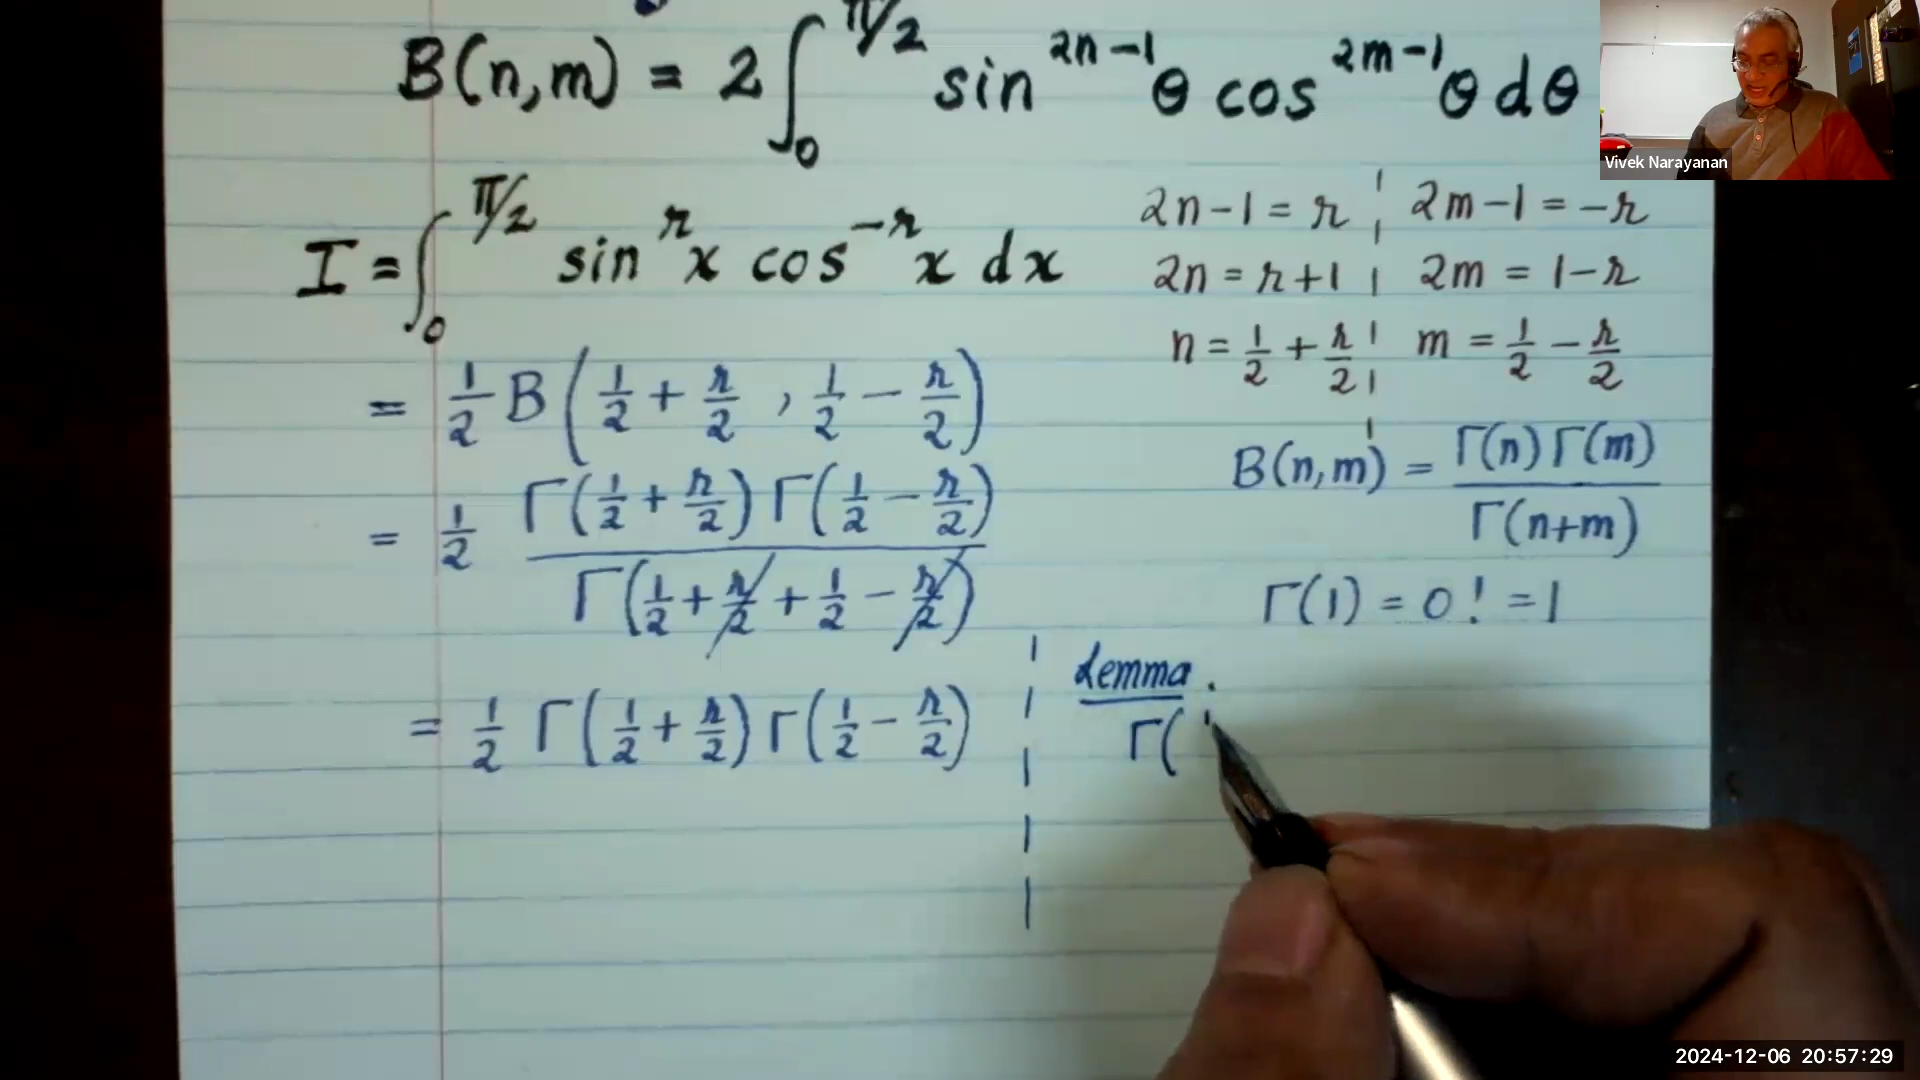 B(n,m) = 2∫₀^{π/2} sin^{2n-1}θ cos^{2m-1}θ dθ
Vivek Narayanan
I = ∫₀^{π/2} sin^r x cos^{-r} x dx
2n-1 = r ¦ 2m-1 = -r
2n = r+1 ¦ 2m = 1-r
n = 1/2 + r/2 ¦ m = 1/2 - r/2
= 1/2 B(1/2 + r/2 , 1/2 - r/2)
B(n,m) = Γ(n)Γ(m) / Γ(n+m)
= 1/2 Γ(1/2 + r/2) Γ(1/2 - r/2) / Γ(1/2 + r/2 + 1/2 - r/2)
Γ(1) = 0! = 1
= 1/2 Γ(1/2 + r/2) Γ(1/2 - r/2)
Lemma.
Γ(
2024-12-06 20:57:29